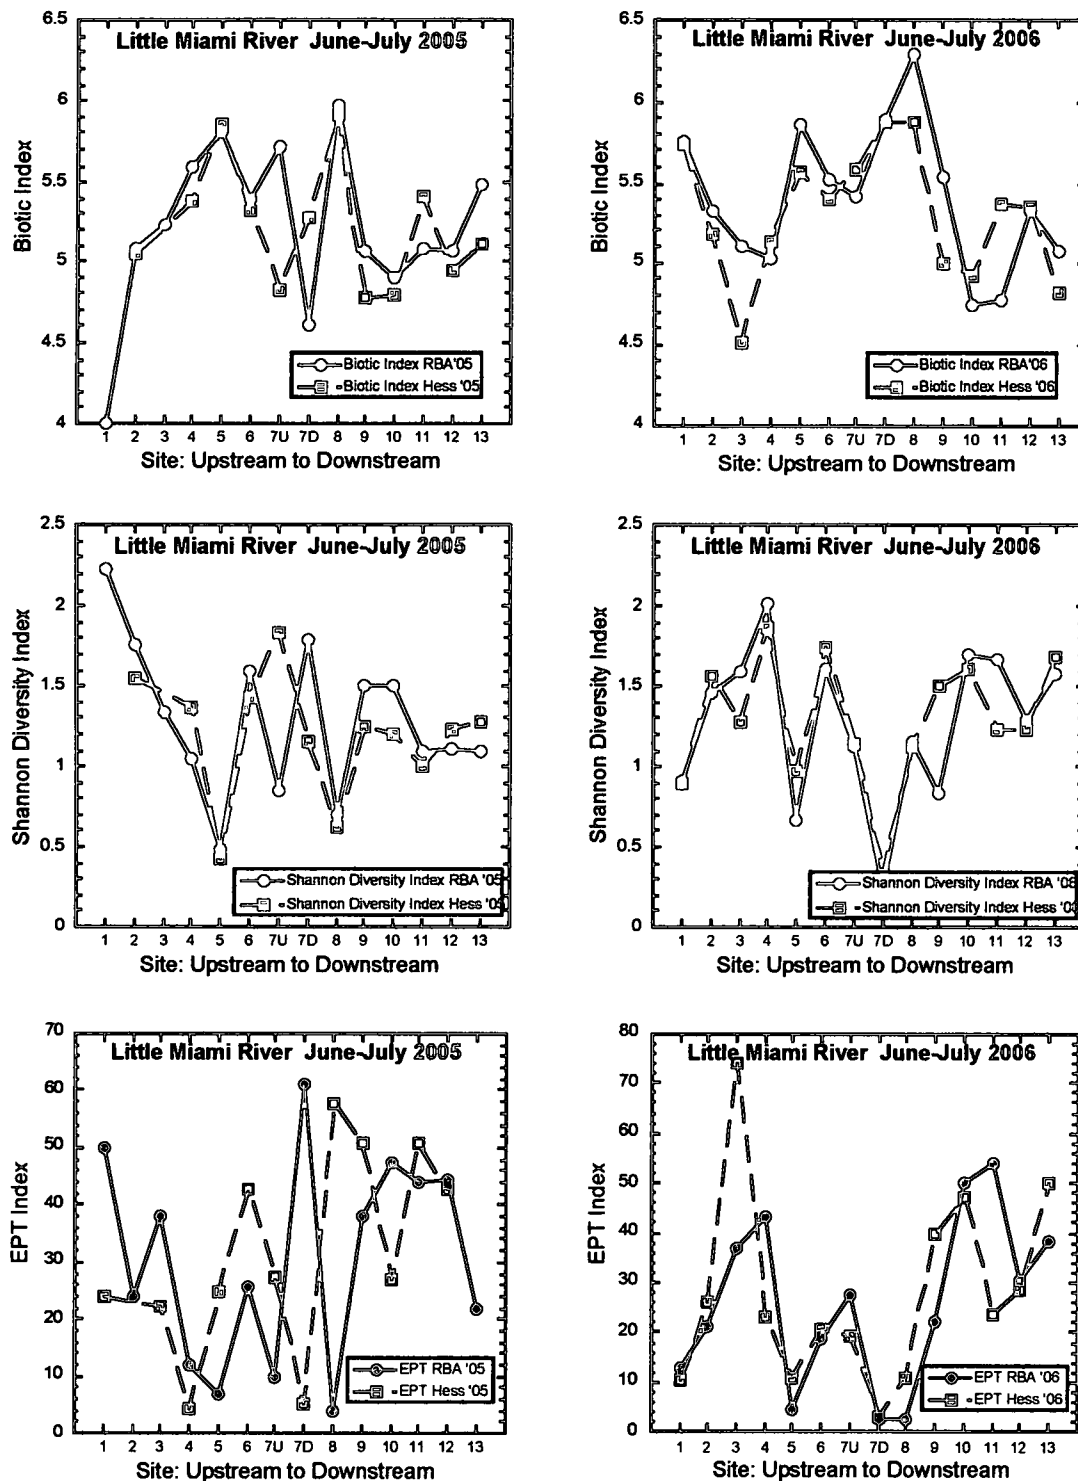 Little Miami River June-July 2005
Biotic Index
6.5
6
5.5
5
4.5
4
Biotic Index RBA'05
Biotic Index Hess '05
1 2 3 4 5 6 7U 7D 8 9 10 11 12 13
Site: Upstream to Downstream
Little Miami River June-July 2006
Biotic Index
6.5
6
5.5
5
4.5
4
Biotic Index RBA'06
Biotic Index Hess '06
1 2 3 4 5 6 7U 7D 8 9 10 11 12 13
Site: Upstream to Downstream
Little Miami River June-July 2005
Shannon Diversity Index
2.5
2
1.5
1
0.5
0
Shannon Diversity Index RBA '05
Shannon Diversity Index Hess '05
1 2 3 4 5 6 7U 7D 8 9 10 11 12 13
Site: Upstream to Downstream
Little Miami River June-July 2006
Shannon Diversity Index
2.5
2
1.5
1
0.5
0
Shannon Diversity Index RBA '06
Shannon Diversity Index Hess '0
1 2 3 4 5 6 7U 7D 8 9 10 11 12 13
Site: Upstream to Downstream
Little Miami River June-July 2005
EPT Index
70
60
50
40
30
20
10
0
EPT RBA '05
EPT Hess '05
1 2 3 4 5 6 7U 7D 8 9 10 11 12 13
Site: Upstream to Downstream
Little Miami River June-July 2006
EPT Index
80
70
60
50
40
30
20
10
0
EPT RBA '06
EPT Hess '06
1 2 3 4 5 6 7U 7D 8 9 10 11 12 13
Site: Upstream to Downstream